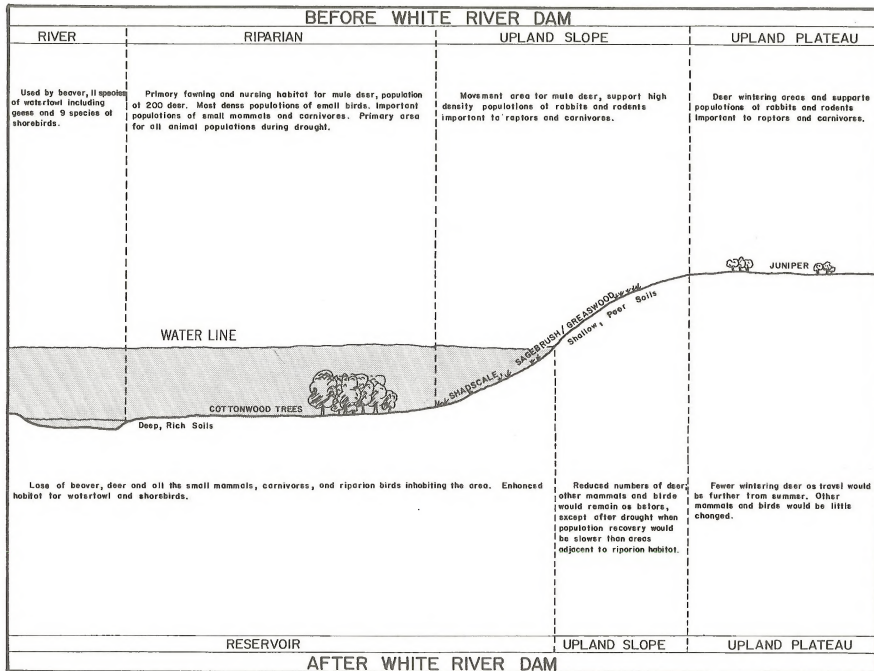 BEFORE WHITE RIVER DAM
RIVER
RIPARIAN
UPLAND SLOPE
UPLAND PLATEAU
Used by beaver, 11 species
of waterfowl including
geese and 9 species of
shorebirds.
Primary fawning and nursing habitat for mule deer, population
of 200 deer. Most dense populations of small birds. Important
populations of small mammals and carnivores. Primary area
for all animal populations during drought.
Movement area for mule deer, support high
density populations of rabbits and rodents
important to raptors and carnivores.
Deer wintering areas and supports
populations of rabbits and rodents
important to raptors and carnivores.
JUNIPER
WATER LINE
SAGEBRUSH/GREASWOOD
Shallow, Poor Soils
SHADSCALE
COTTONWOOD TREES
Deep, Rich Soils
Loss of beaver, deer and all the small mammals, carnivores, and riparion birds inhabiting the area. Enhanced
habitat for waterfowl and shorebirds.
Reduced numbers of deer,
other mammals and birds
would remain as before,
except after drought when
population recovery would
be slower than areas
adjacent to riparion habitat.
Fewer wintering deer as travel would
be further from summer. Other
mammals and birds would be little
changed.
RESERVOIR
UPLAND SLOPE
UPLAND PLATEAU
AFTER WHITE RIVER DAM